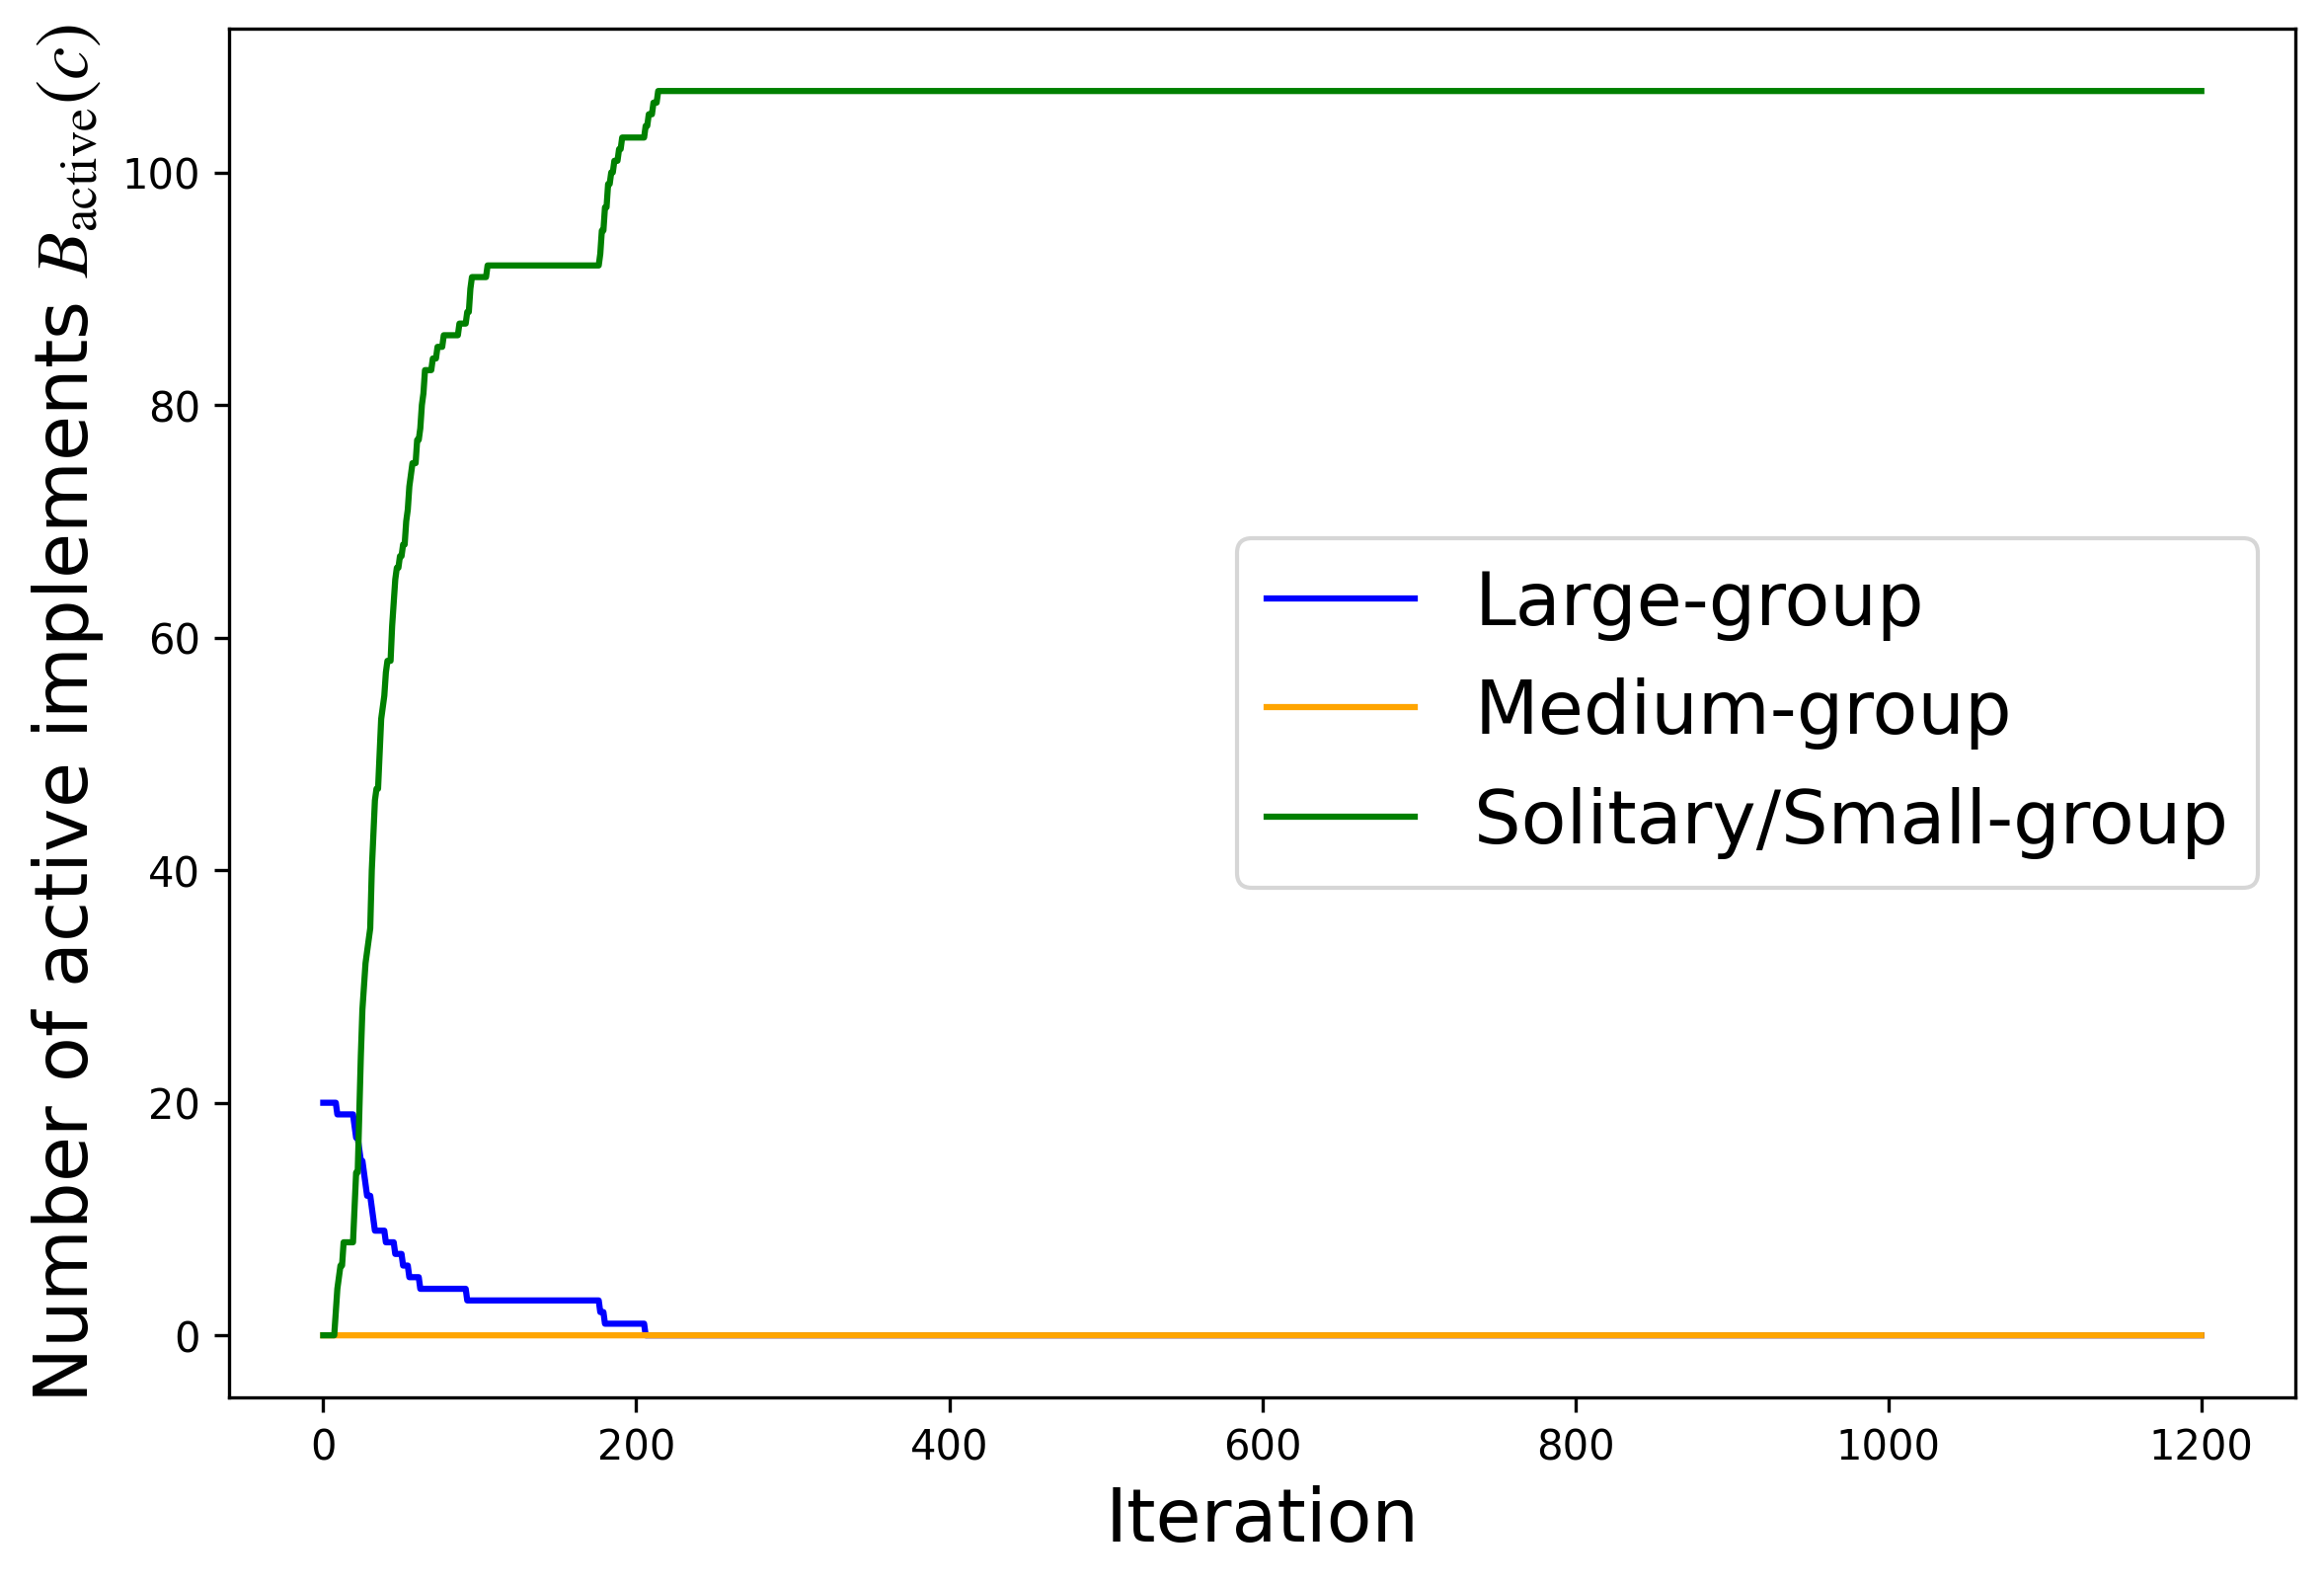 Number of active implements B_active(c)
100
80
60
40
20
0
Large-group
Medium-group
Solitary/Small-group
0 200 400 600 800 1000 1200
Iteration